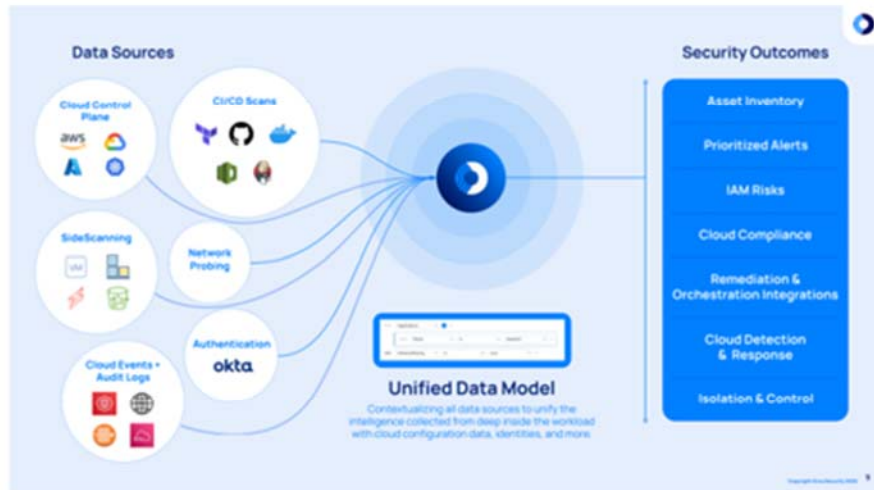 Data Sources
Security Outcomes
Cloud Control
Plane
aws
CI/CD Scans
SideScanning
VM
Network
Probing
Authentication
okta
Cloud Events +
Audit Logs
Unified Data Model
Contextualizing all data sources to unify the
intelligence collected from deep inside the workload
with cloud configuration data, identities, and more.
Asset Inventory
Prioritized Alerts
IAM Risks
Cloud Compliance
Remediation &
Orchestration Integrations
Cloud Detection
& Response
Isolation & Control